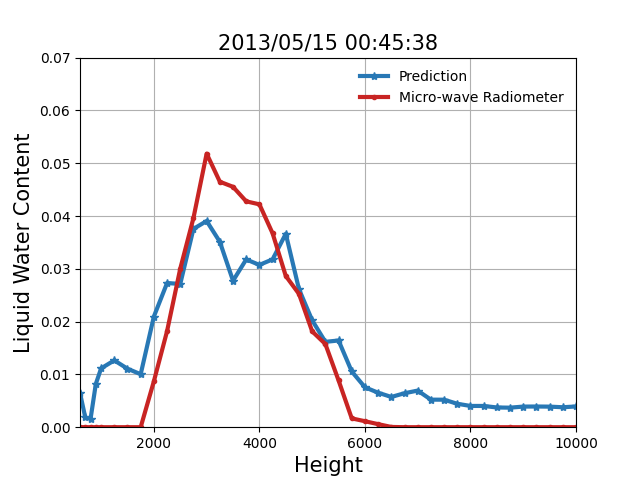 2013/05/15 00:45:38
Prediction
Micro-wave Radiometer
Liquid Water Content
0.07
0.06
0.05
0.04
0.03
0.02
0.01
0.00
2000 4000 6000 8000 10000
Height